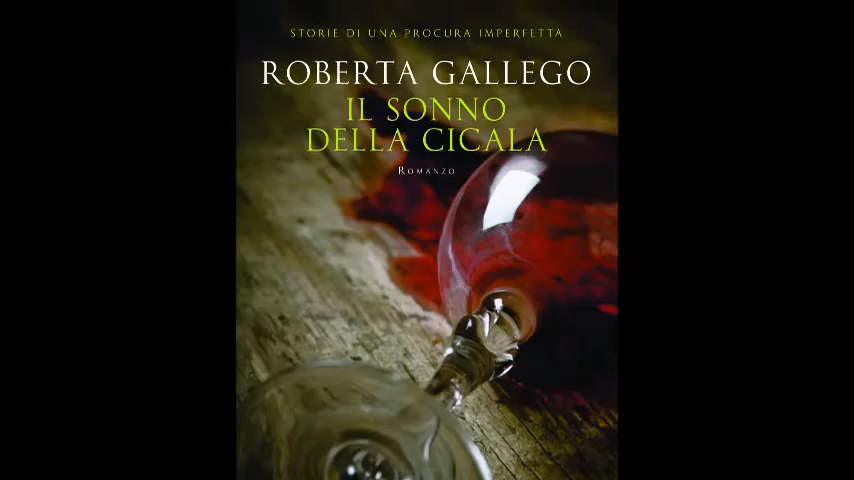 STORIE DI UNA PROCURA IMPERFETTA
ROBERTA GALLEGO
IL SONNO
DELLA CICALA
ROMANZO